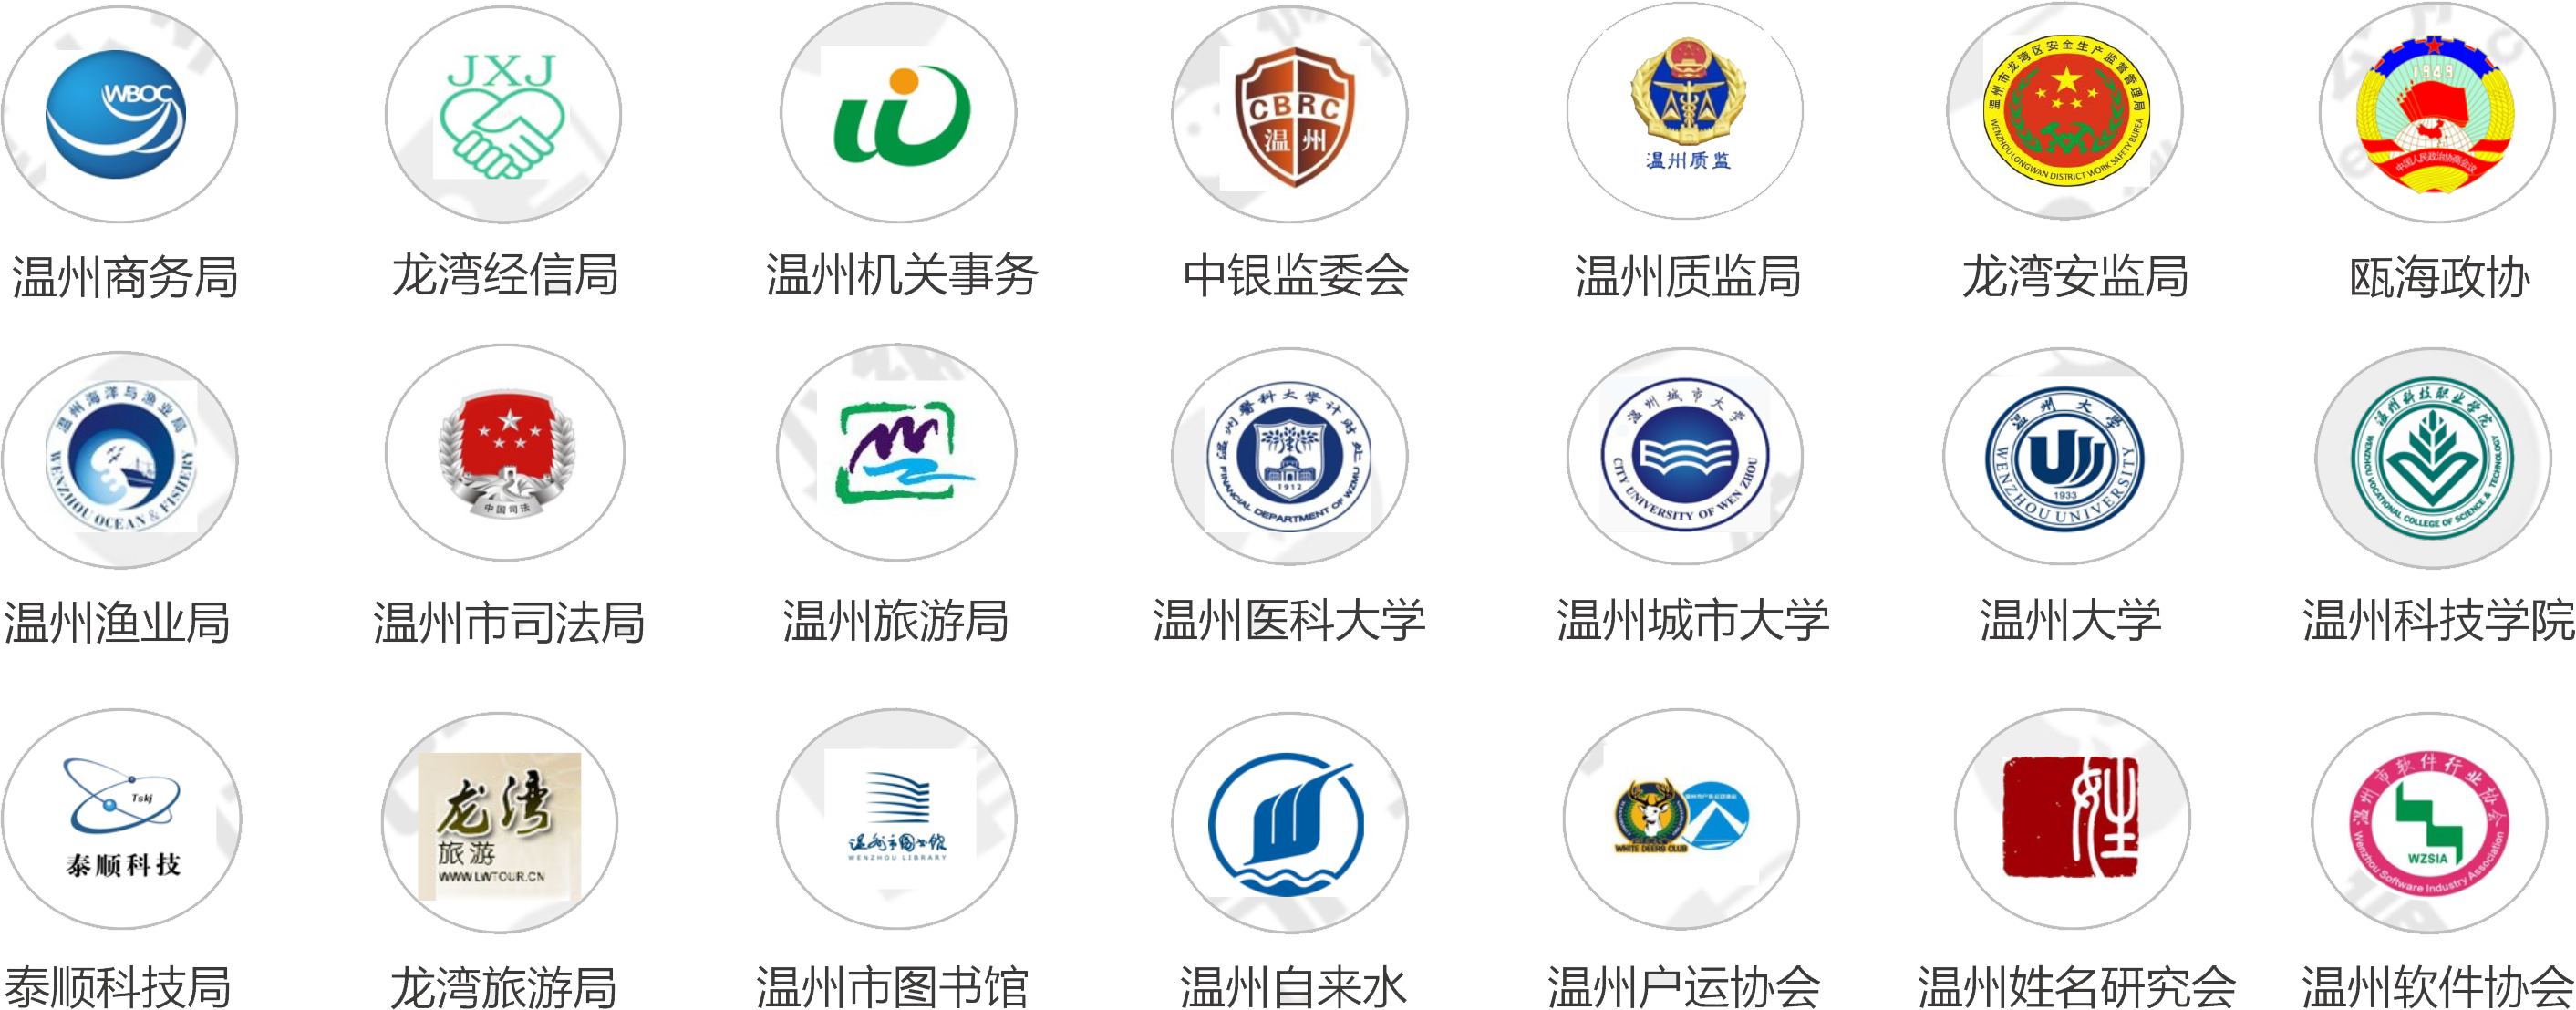 WBOC
JXJ
CBRC
温 州
温州质监
温州市龙湾区安全生产监督管理局
WENZHOU LONGWAN DISTRICT WORK SAFETY BUREA
1949
中国人民政治协商会议
温州商务局
龙湾经信局
温州机关事务
中银监委会
温州质监局
龙湾安监局
瓯海政协
温州海洋与渔业局
WENZHOU OCEAN & FISHERY
中国司法
温州醫科大学计财处
1912
FINANCIAL DEPARTMENT OF WZMU
温州城市大学
CITY UNIVERSITY OF WEN ZHOU
温州大学
1933
WENZHOU UNIVERSITY
温州科技职业学院
WENZHOU VOCATIONAL COLLEGE OF SCIENCE & TECHNOLOGY
温州渔业局
温州市司法局
温州旅游局
温州医科大学
温州城市大学
温州大学
温州科技学院
Tskj
泰顺科技
龙湾
旅游
WWW.LWTOUR.CN
温州市图书馆
WENZHOU LIBRARY
WHITE DEERS CLUB
姓
温州市软件行业协会
WZSIA
Wenzhou Software Industry Association
泰顺科技局
龙湾旅游局
温州市图书馆
温州自来水
温州户运协会
温州姓名研究会
温州软件协会